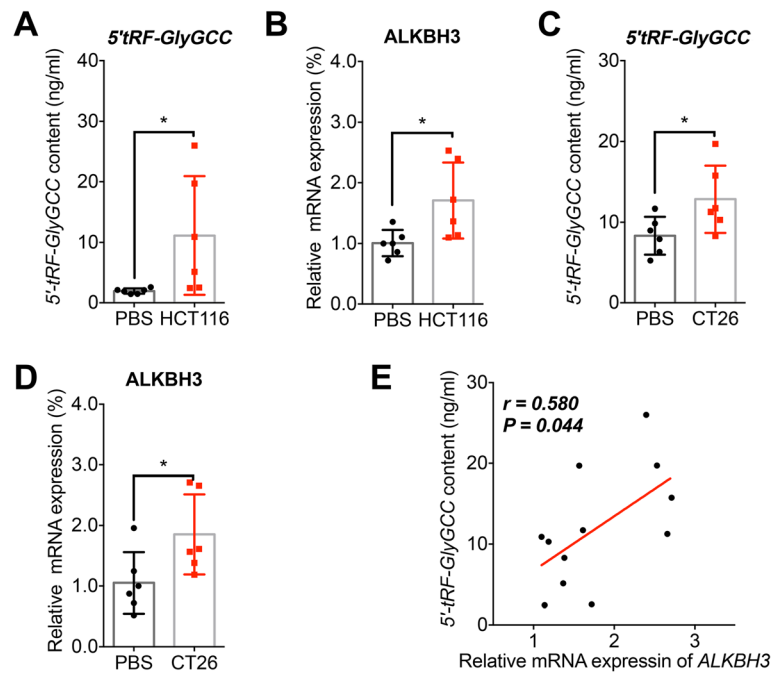 A
5'tRF-GlyGCC
5'-tRF-GlyGCC content (ng/ml)
40
30
20
10
0
*
PBS HCT116
B
ALKBH3
Relative mRNA expression (%)
4.0
3.0
2.0
1.0
0.0
*
PBS HCT116
C
5'tRF-GlyGCC
5'-tRF-GlyGCC content (ng/ml)
30
20
10
0
*
PBS CT26
D
ALKBH3
Relative mRNA expression (%)
4.0
3.0
2.0
1.0
0.0
*
PBS CT26
E
5'-tRF-GlyGCC content (ng/ml)
30
20
10
0
r = 0.580
P = 0.044
1 2 3
Relative mRNA expressin of ALKBH3